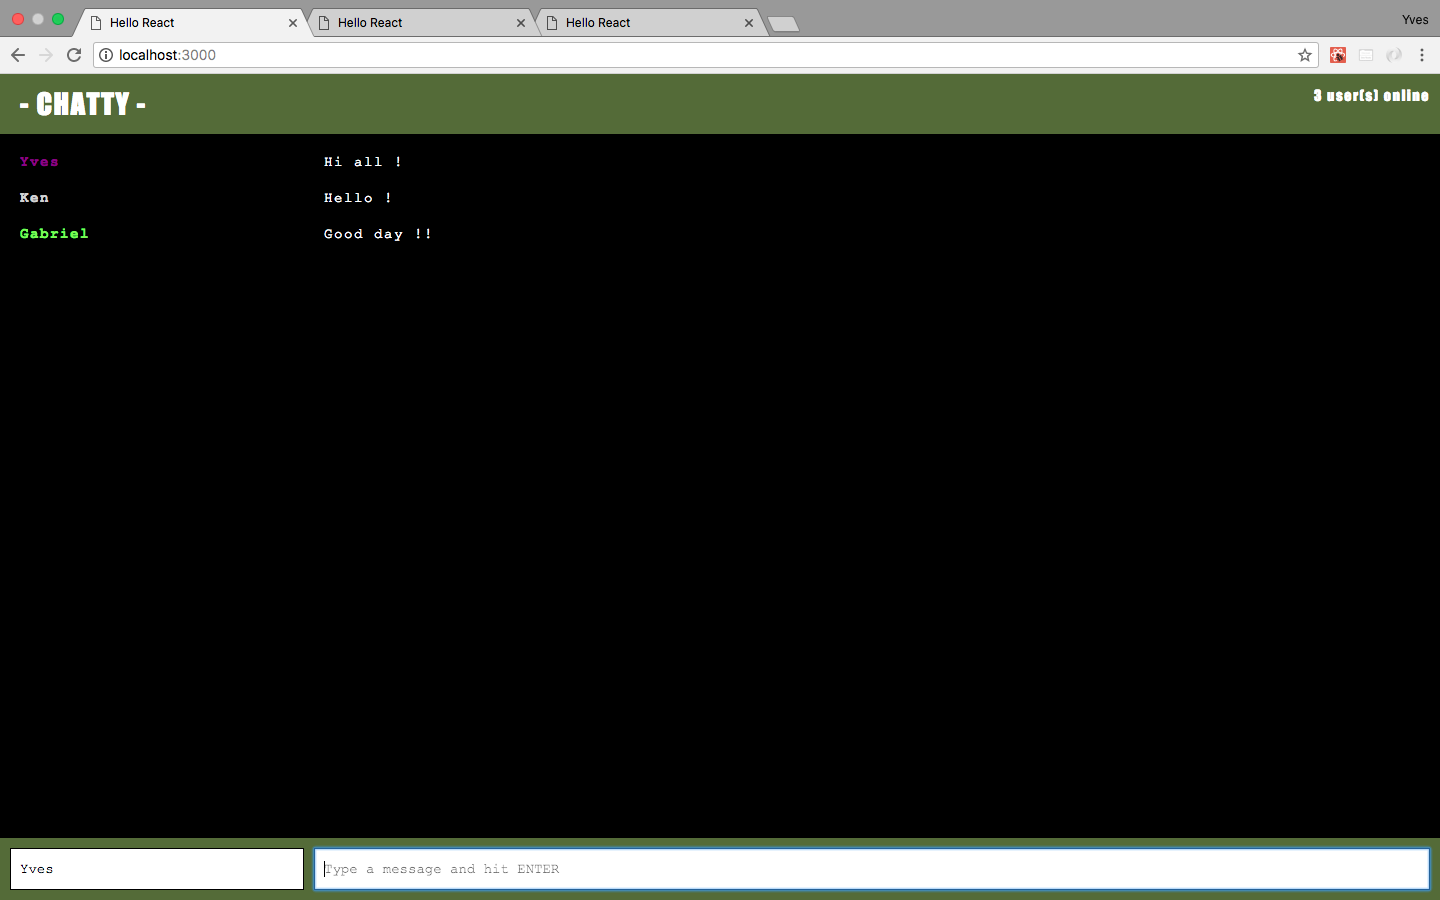 Hello React
Hello React
Hello React
Yves
localhost:3000
- CHATTY -
3 user(s) online
Yves Hi all !
Ken Hello !
Gabriel Good day !!
Yves
Type a message and hit ENTER